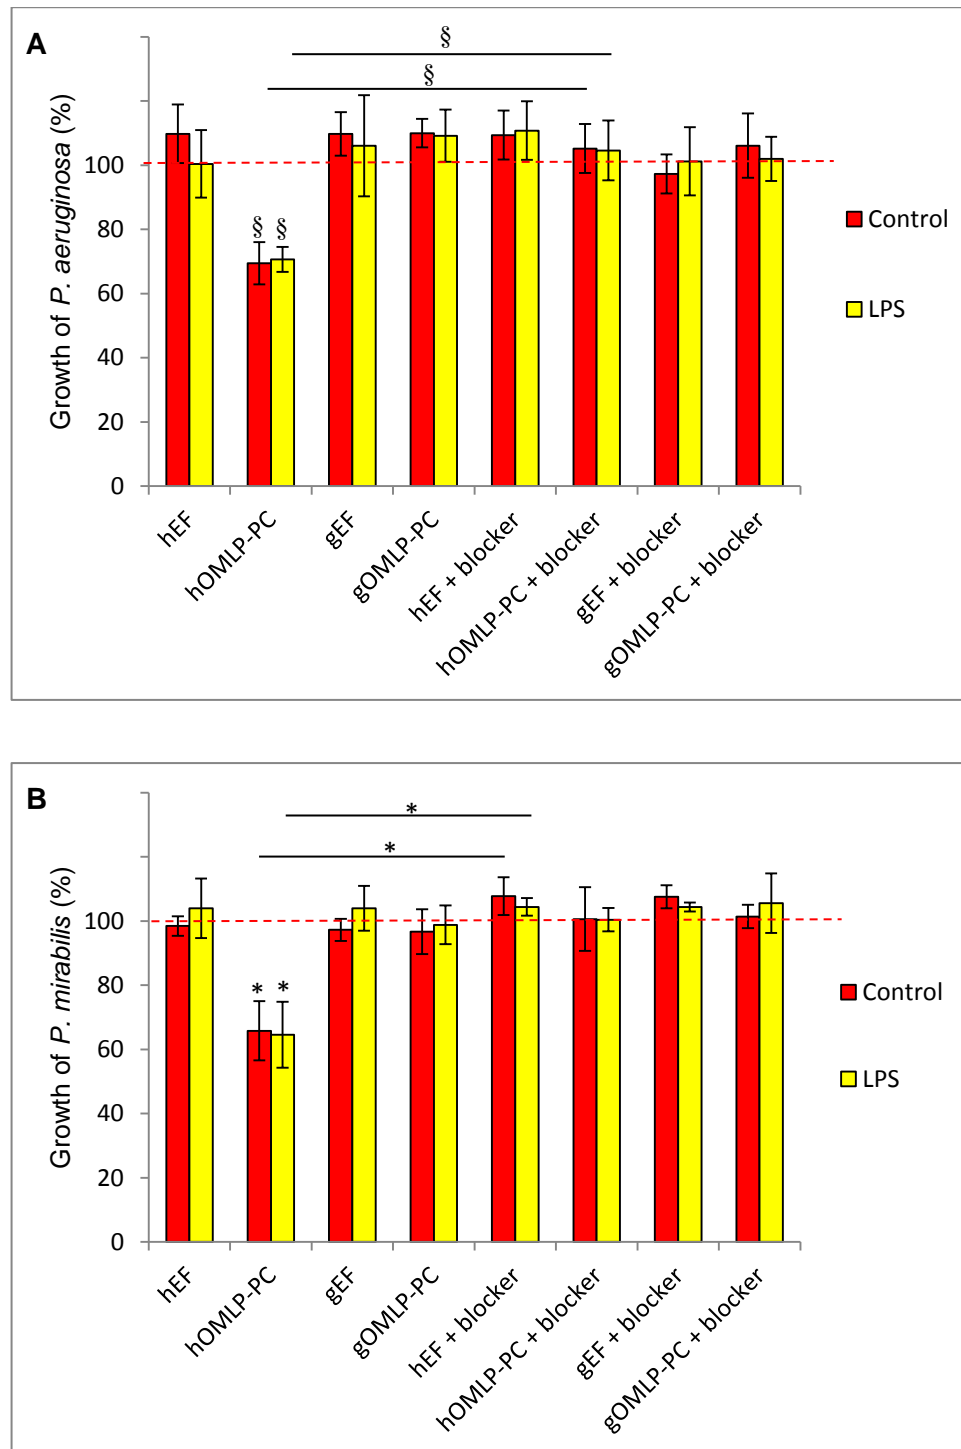 A
§
§
Growth of P. aeruginosa (%)
100
80
60
40
20
0
§ §
Control
LPS
hEF
hOMLP-PC
gEF
gOMLP-PC
hEF + blocker
hOMLP-PC + blocker
gEF + blocker
gOMLP-PC + blocker
B
*
*
Growth of P. mirabilis (%)
100
80
60
40
20
0
* *
Control
LPS
hEF
hOMLP-PC
gEF
gOMLP-PC
hEF + blocker
hOMLP-PC + blocker
gEF + blocker
gOMLP-PC + blocker